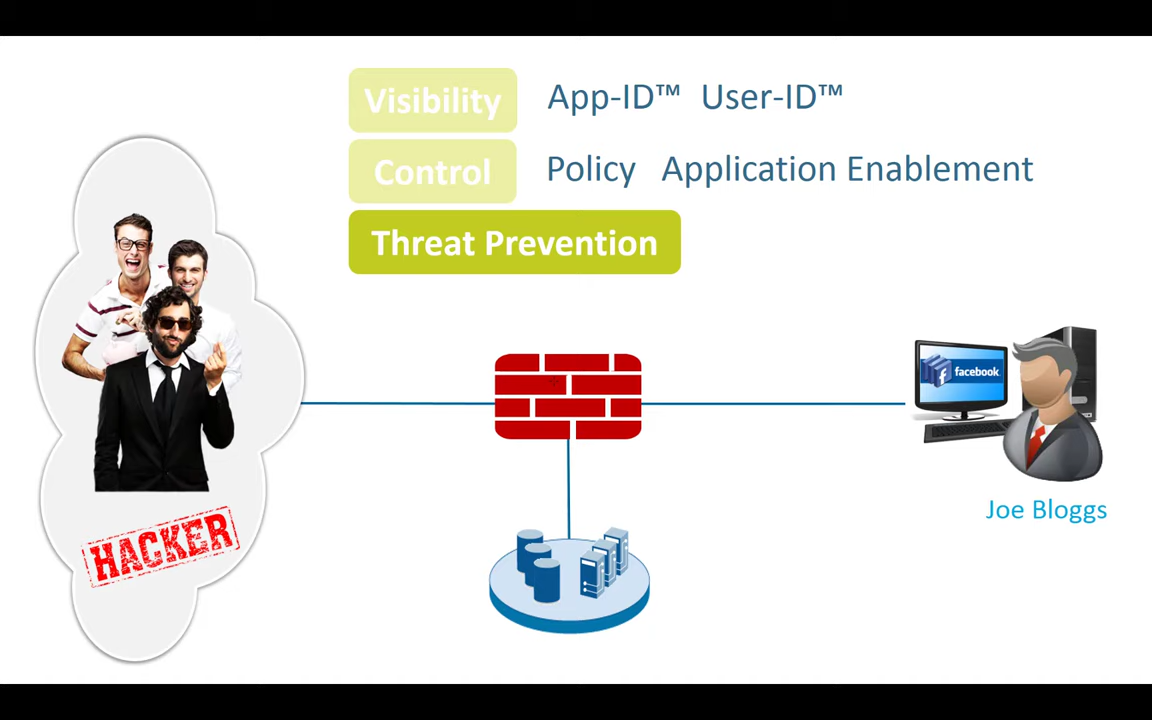 Visibility App-ID™ User-ID™
Control Policy Application Enablement
Threat Prevention
facebook
HACKER
Joe Bloggs